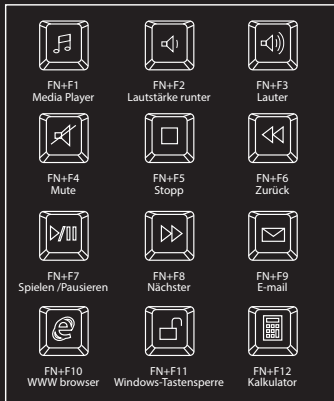 FN+F1 FN+F2 FN+F3
Media Player Lautstärke runter Lauter
FN+F4 FN+F5 FN+F6
Mute Stopp Zurück
FN+F7 FN+F8 FN+F9
Spielen /Pausieren Nächster E-mail
FN+F10 FN+F11 FN+F12
WWW browser Windows-Tastensperre Kalkulator